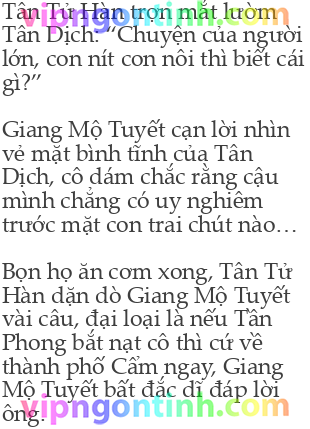 Tân Tử Hàn trợn mắt lườm
Tân Dịch: “Chuyện của người
lớn, con nít con nôi thì biết cái
gì?”
Giang Mộ Tuyết cạn lời nhìn
vẻ mặt bình tĩnh của Tân
Dịch, cô dám chắc rằng cậu
mình chẳng có uy nghiêm
trước mặt con trai chút nào…
Bọn họ ăn cơm xong, Tân Tử
Hàn dặn dò Giang Mộ Tuyết
vài câu, đại loại là nếu Tần
Phong bắt nạt cô thì cứ về
thành phố Cẩm ngay, Giang
Mộ Tuyết bất đắc dĩ đáp lời
ông.
vipngontinh.com
vipngontinh.com